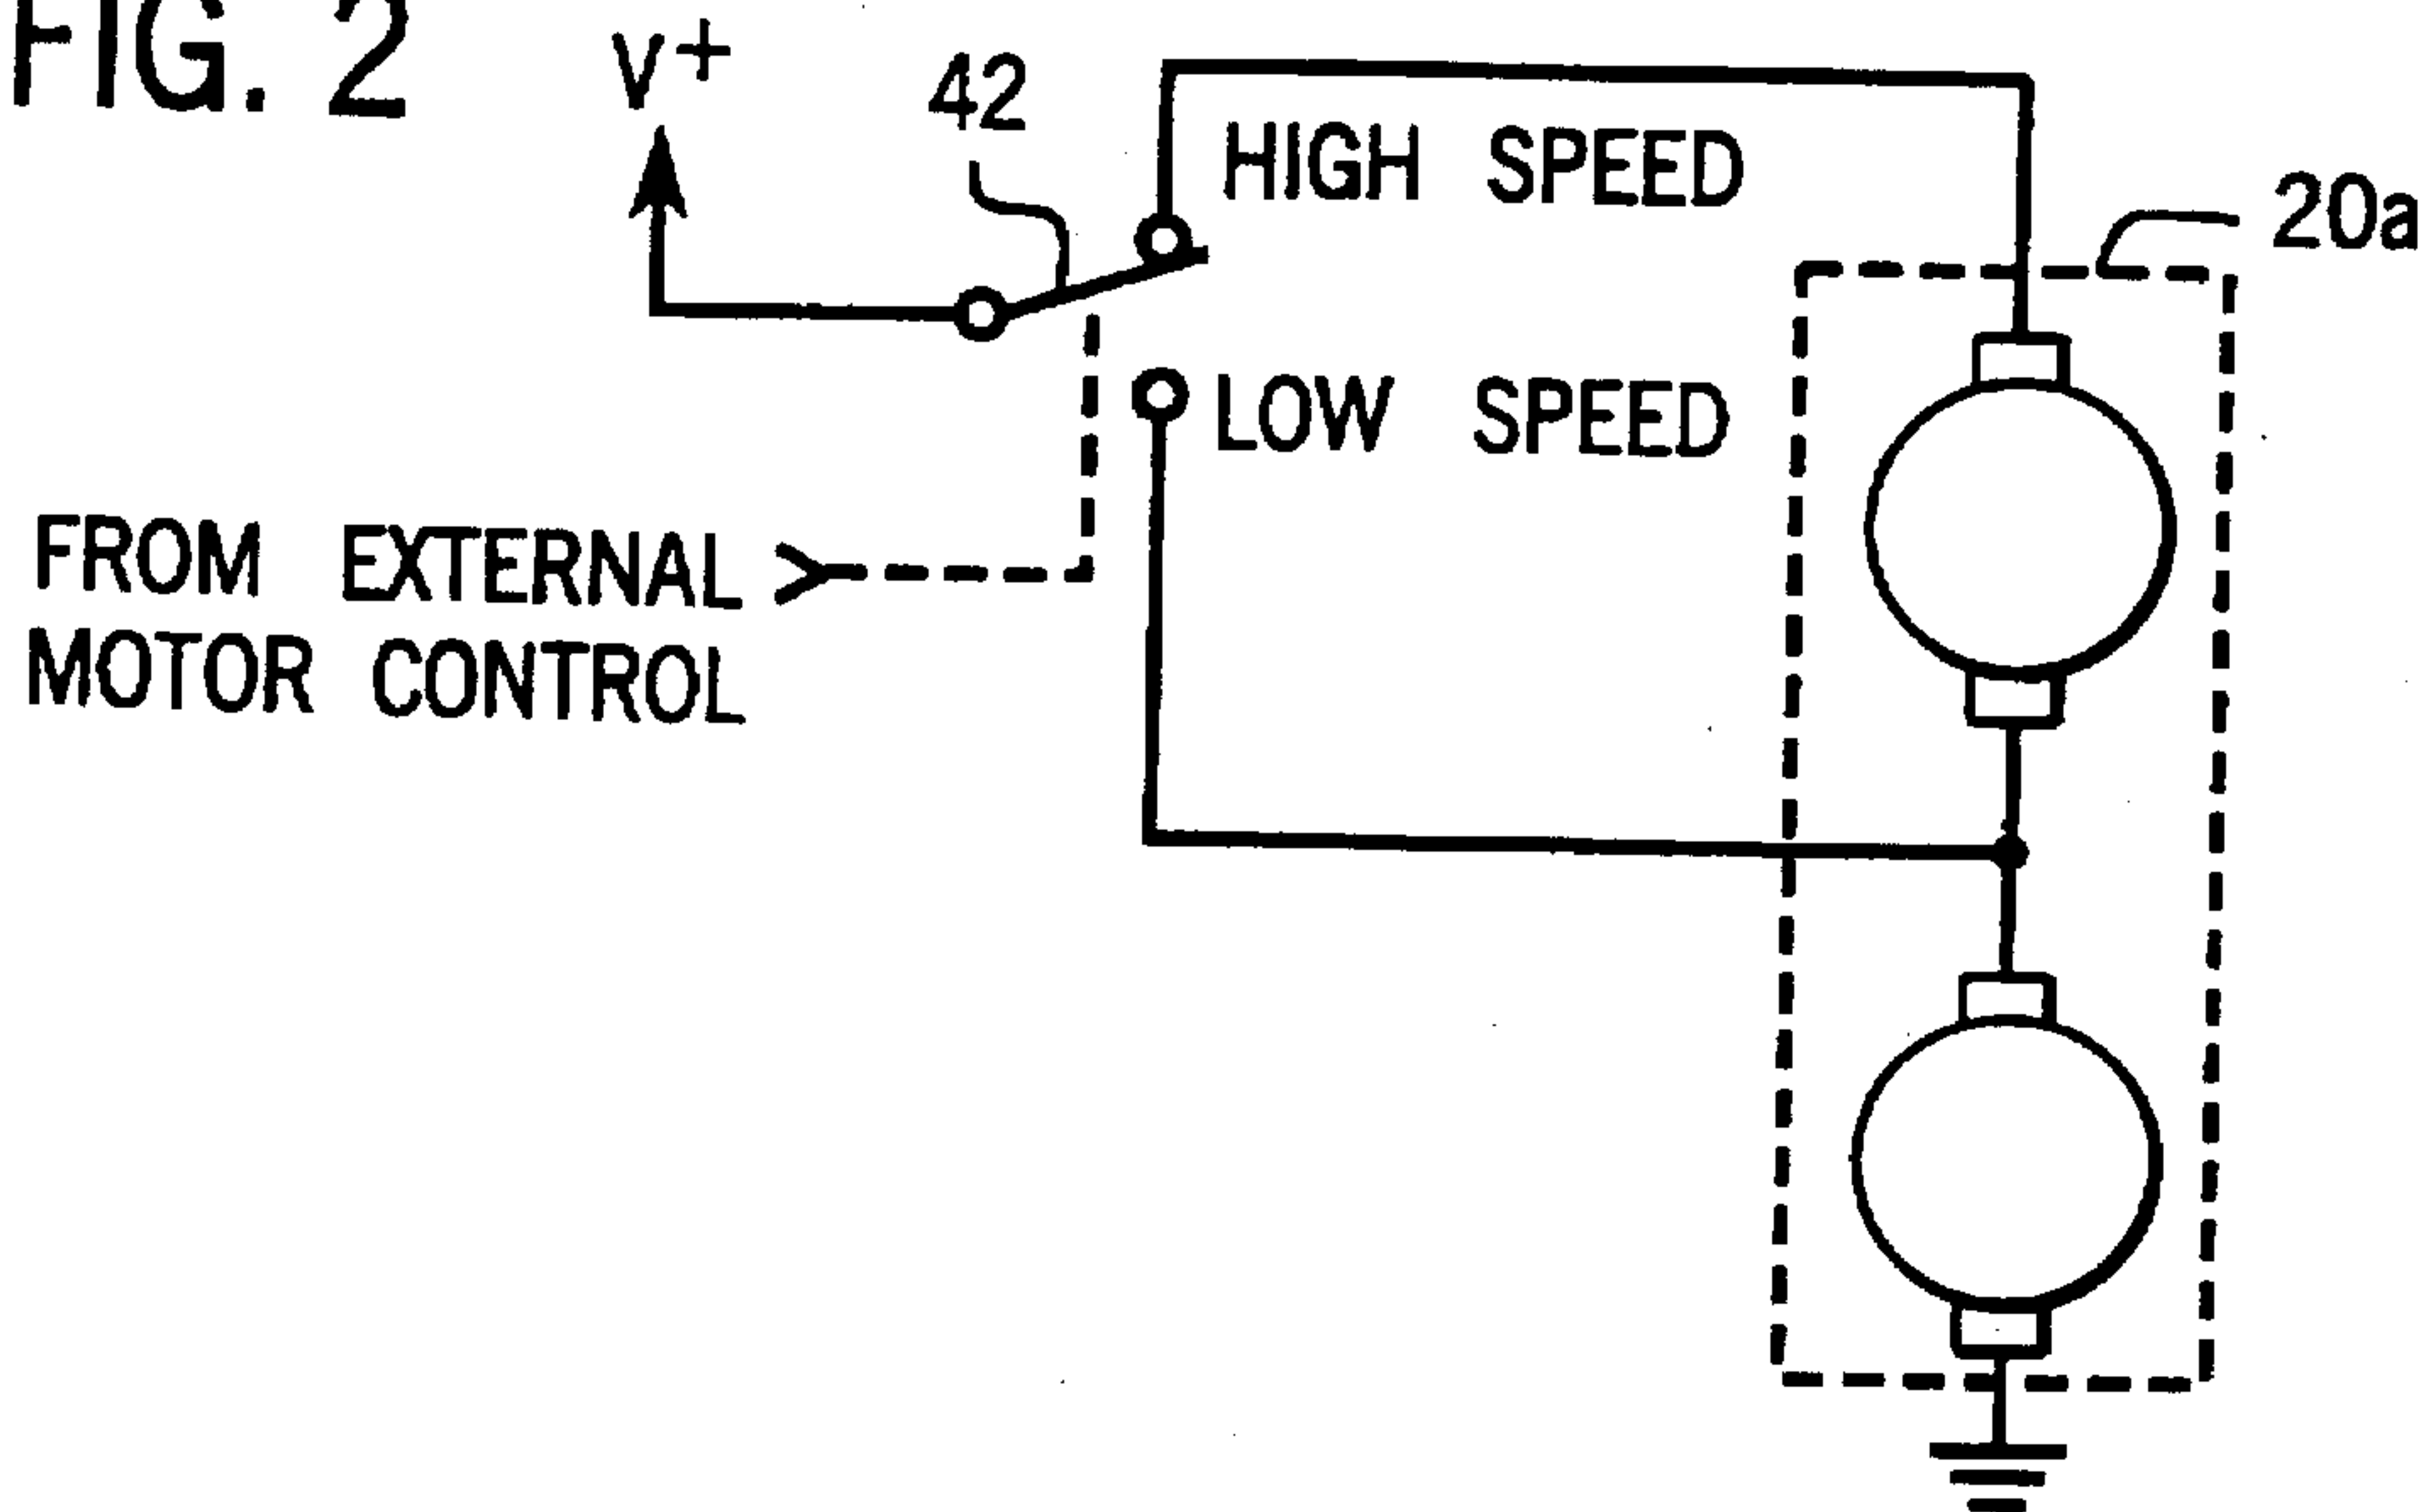 FIG. 2
V+
42
HIGH SPEED
20a
LOW SPEED
FROM EXTERNAL
MOTOR CONTROL